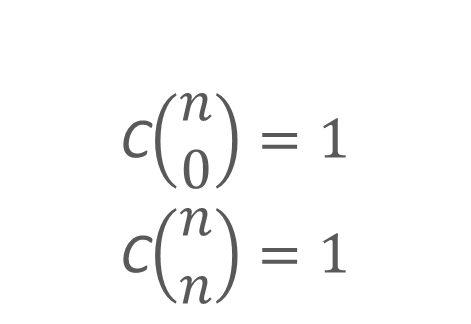 C(n 0) = 1
C(n n) = 1